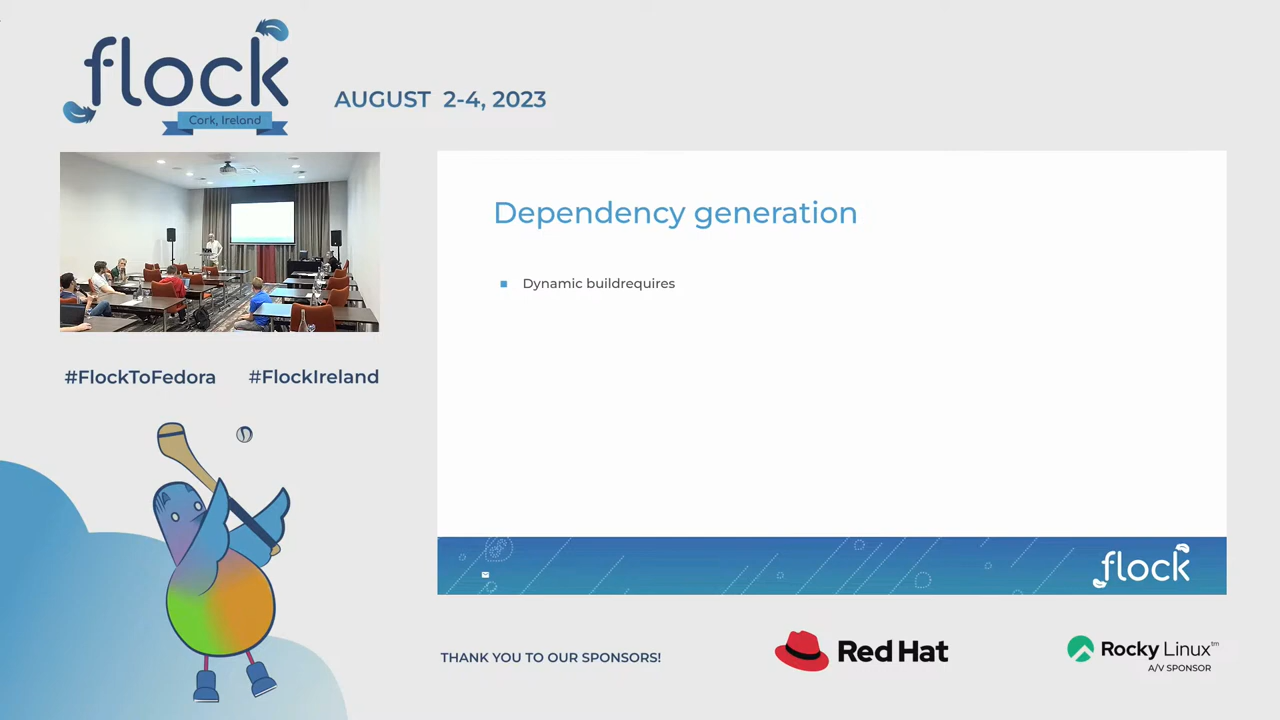 flock
Cork, Ireland
AUGUST 2-4, 2023
#FlockToFedora #FlockIreland
Dependency generation
Dynamic buildrequires
flock
THANK YOU TO OUR SPONSORS!
Red Hat
Rocky Linux™
A/V SPONSOR